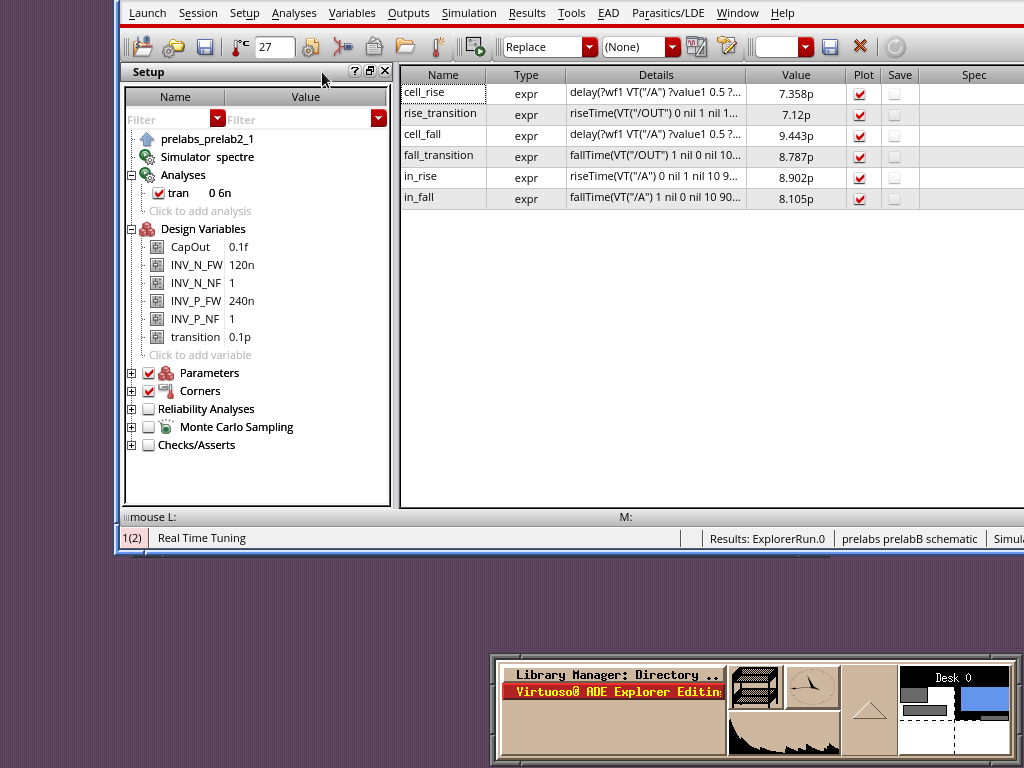 Launch Session Setup Analyses Variables Outputs Simulation Results Tools EAD Parasitics/LDE Window Help
°C 27 Replace (None)
Setup ?
Name Value
Filter Filter
prelabs_prelab2_1
Simulator spectre
Analyses
tran 0 6n
Click to add analysis
Design Variables
CapOut 0.1f
INV_N_FW 120n
INV_N_NF 1
INV_P_FW 240n
INV_P_NF 1
transition 0.1p
Click to add variable
Parameters
Corners
Reliability Analyses
Monte Carlo Sampling
Checks/Asserts
Name Type Details Value Plot Save Spec
cell_rise expr delay(?wf1 VT("/A") ?value1 0.5 ?... 7.358p
rise_transition expr riseTime(VT("/OUT") 0 nil 1 nil 1... 7.12p
cell_fall expr delay(?wf1 VT("/A") ?value1 0.5 ?... 9.443p
fall_transition expr fallTime(VT("/OUT") 1 nil 0 nil 10... 8.787p
in_rise expr riseTime(VT("/A") 0 nil 1 nil 10 9... 8.902p
in_fall expr fallTime(VT("/A") 1 nil 0 nil 10 90... 8.105p
mouse L: M:
1(2) Real Time Tuning Results: ExplorerRun.0 prelabs prelabB schematic Simula
Library Manager: Directory ..
Virtuoso® ADE Explorer Editing
Desk 0